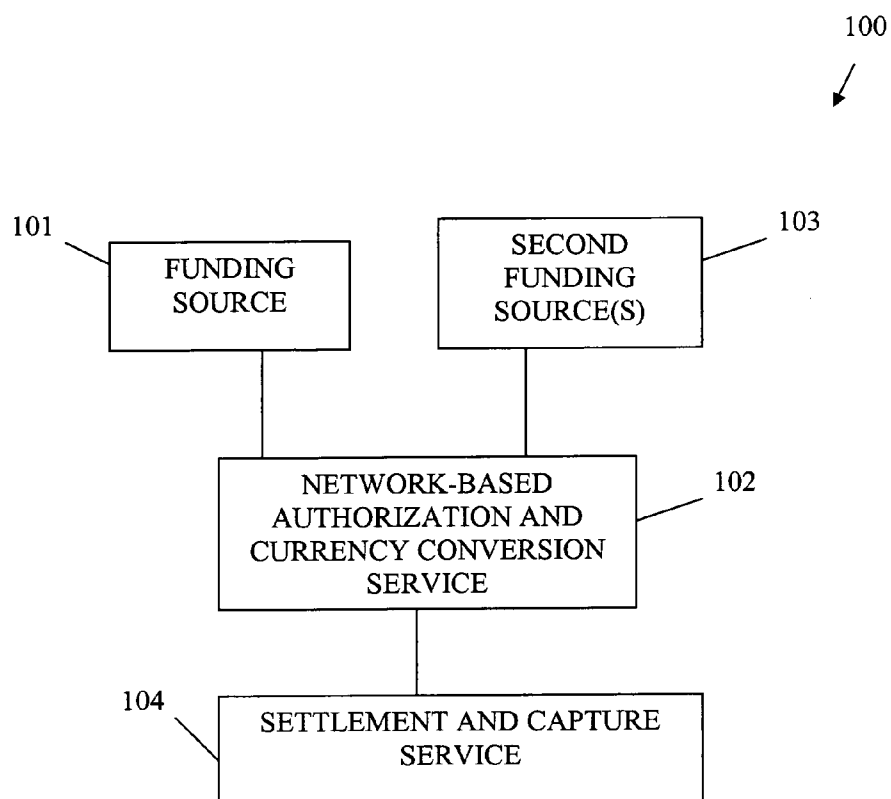 100
101
FUNDING
SOURCE
SECOND
FUNDING
SOURCE(S)
103
NETWORK-BASED
AUTHORIZATION AND
CURRENCY CONVERSION
SERVICE
102
104
SETTLEMENT AND CAPTURE
SERVICE